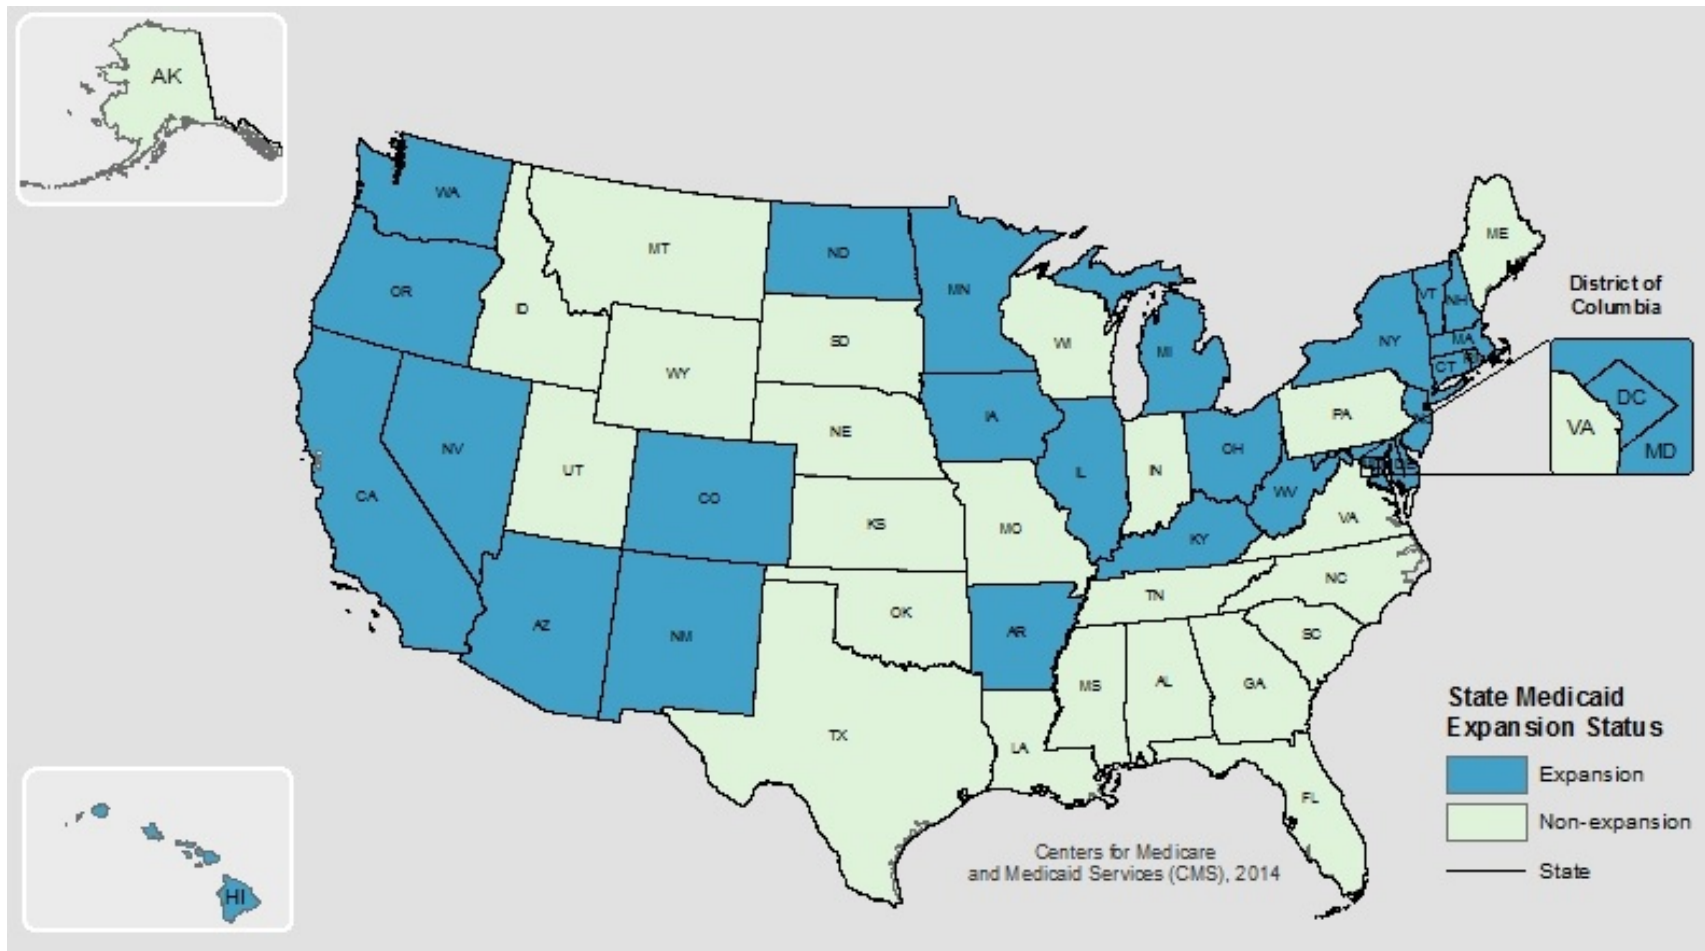 AK
WA
MT
ND
MN
ME
OR
ID
SD
WI
MI
NY
VT
NH
MA
CT
District of
Columbia
WY
NE
IA
PA
DC
VA
MD
NV
UT
CO
CA
KS
MO
IL
IN
OH
WV
KY
VA
NC
TN
SC
AZ
NM
OK
AR
TX
LA
MS
AL
GA
FL
HI
State Medicaid
Expansion Status
Expansion
Non-expansion
State
Centers for Medicare
and Medicaid Services (CMS), 2014